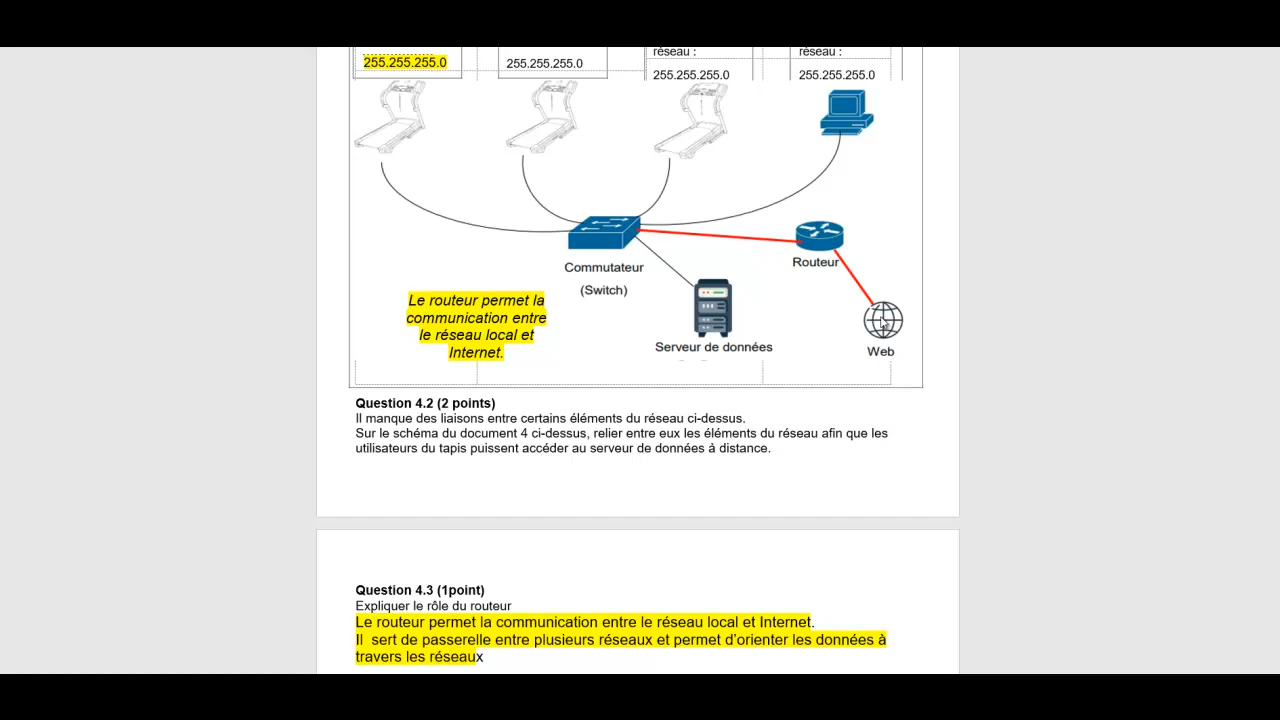 réseau :
réseau :
255.255.255.0
255.255.255.0
255.255.255.0
255.255.255.0
Routeur
Commutateur
(Switch)
Le routeur permet la
communication entre
le réseau local et
Internet.
Serveur de données
Web
Question 4.2 (2 points)
Il manque des liaisons entre certains éléments du réseau ci-dessus.
Sur le schéma du document 4 ci-dessus, relier entre eux les éléments du réseau afin que les
utilisateurs du tapis puissent accéder au serveur de données à distance.
Question 4.3 (1point)
Expliquer le rôle du routeur
Le routeur permet la communication entre le réseau local et Internet.
Il  sert de passerelle entre plusieurs réseaux et permet d’orienter les données à
travers les réseaux